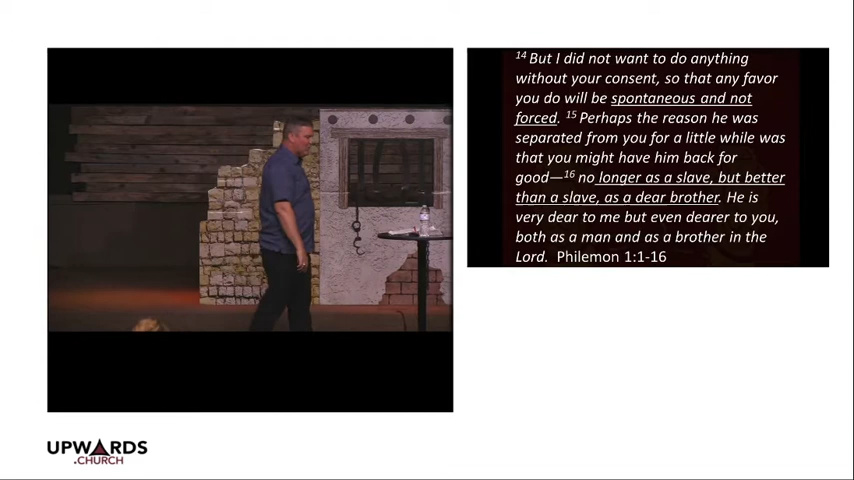 14 But I did not want to do anything
without your consent, so that any favor
you do will be spontaneous and not
forced. 15 Perhaps the reason he was
separated from you for a little while was
that you might have him back for
good—16 no longer as a slave, but better
than a slave, as a dear brother. He is
very dear to me but even dearer to you,
both as a man and as a brother in the
Lord. Philemon 1:1-16
UPWARDS
.CHURCH